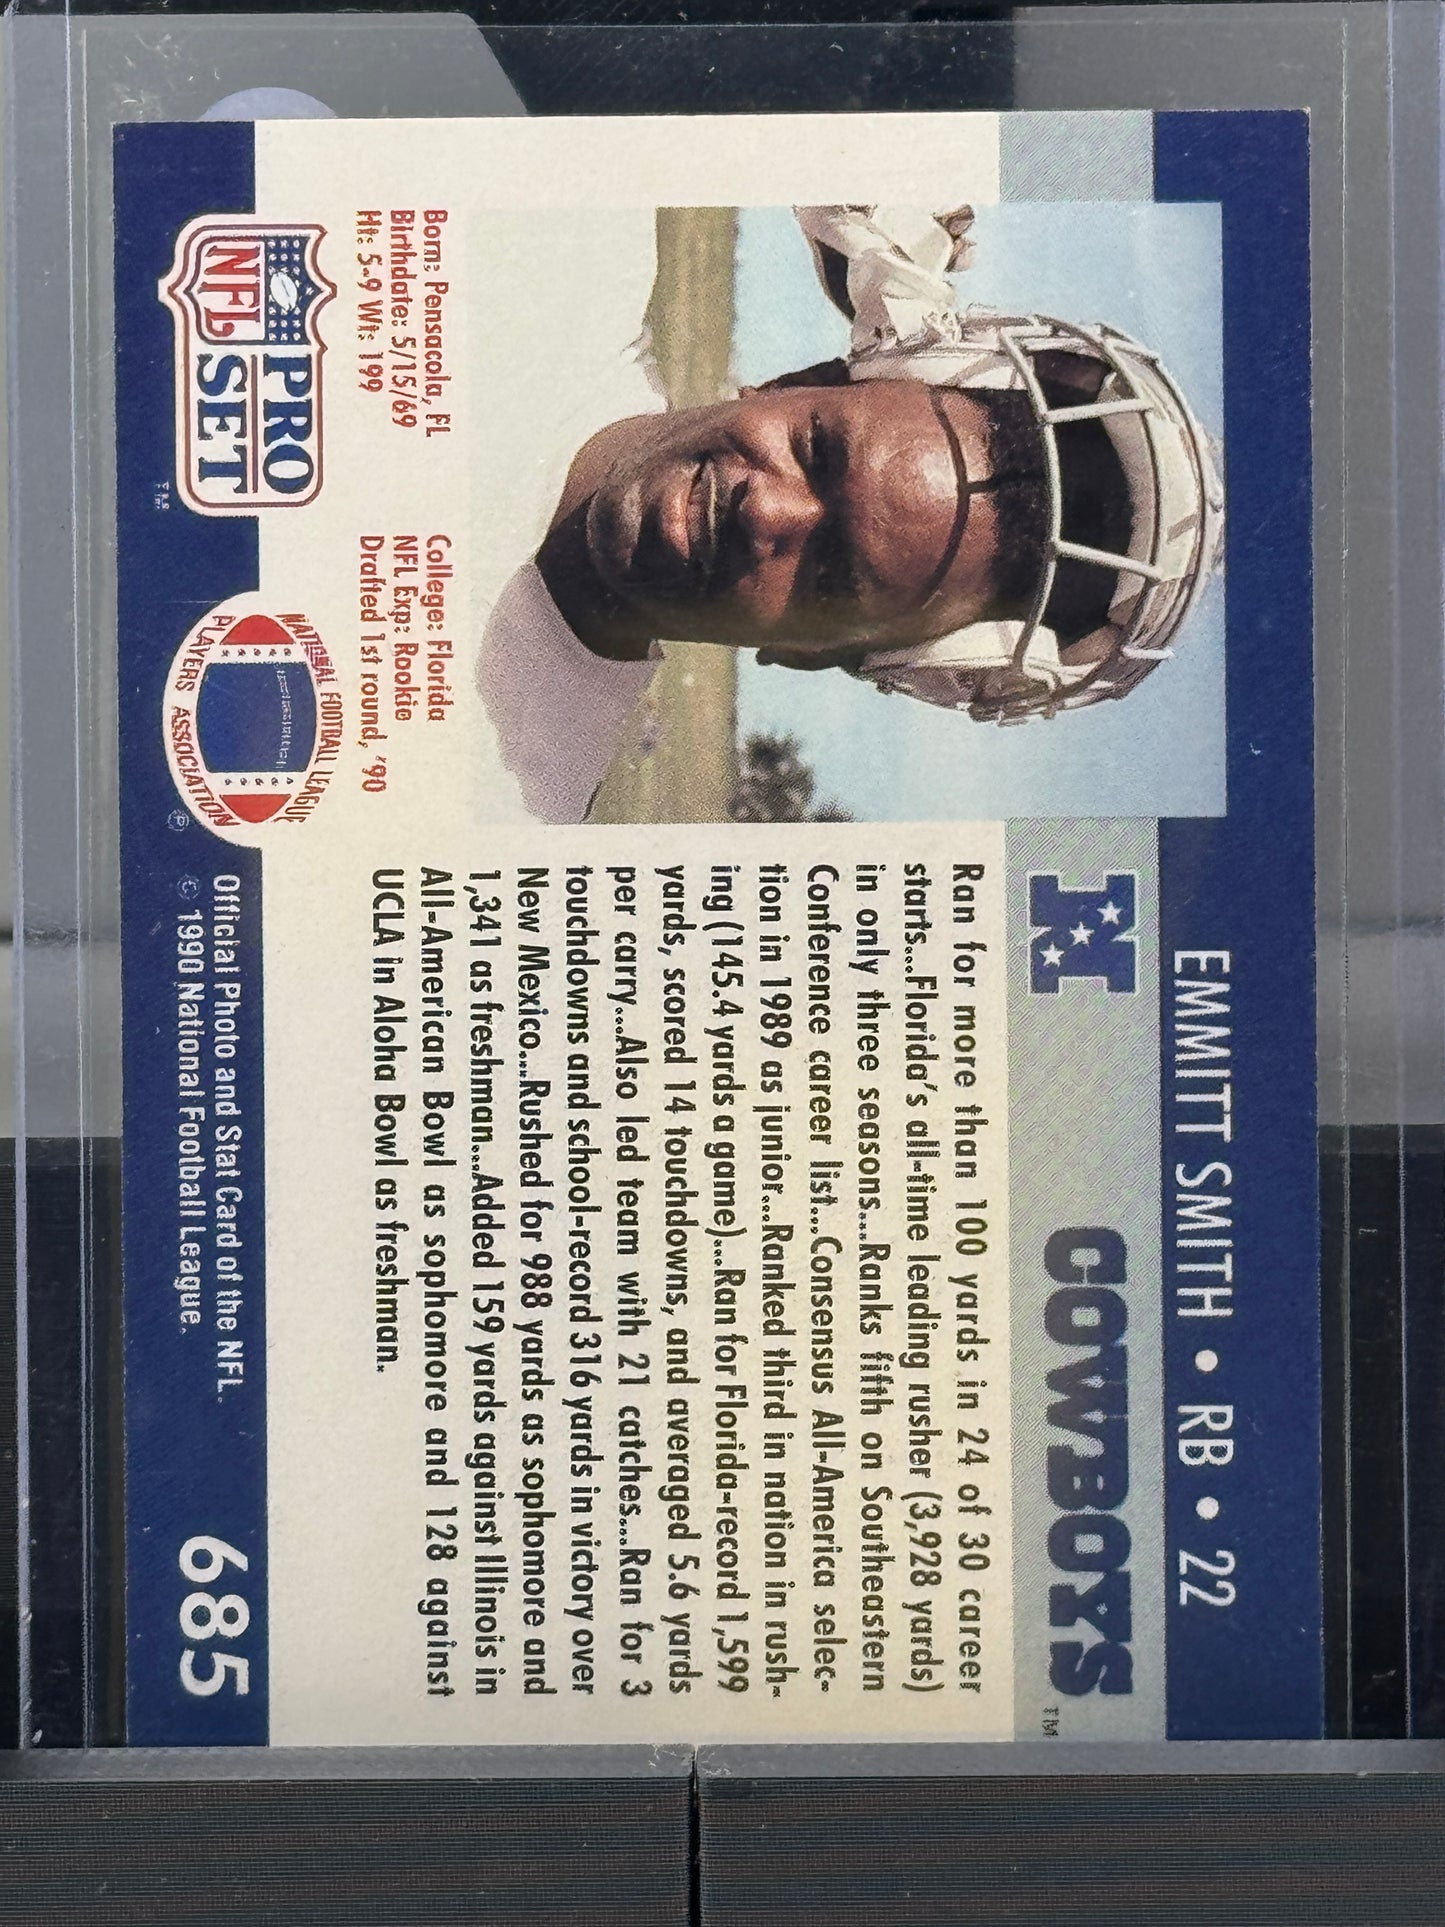 EMMITT SMITH • RB • 22
N
COWBOYS TM
Ran for more than 100 yards in 24 of 30 career
starts...Florida's all-time leading rusher (3,928 yards)
in only three seasons...Ranks fifth on Southeastern
Conference career list...Consensus All-America selec-
tion in 1989 as junior...Ranked third in nation in rush-
ing (145.4 yards a game)...Ran for Florida-record 1,599
yards, scored 14 touchdowns, and averaged 5.6 yards
per carry...Also led team with 21 catches...Ran for 3
touchdowns and school-record 316 yards in victory over
New Mexico...Rushed for 988 yards as sophomore and
1,341 as freshman...Added 159 yards against Illinois in
All-American Bowl as sophomore and 128 against
UCLA in Aloha Bowl as freshman.
Born: Pensacola, FL
Birthdate: 5/15/69
Ht: 5-9 Wt: 199
College: Florida
NFL Exp: Rookie
Drafted 1st round, '90
NFL
PRO
SET
NATIONAL FOOTBALL LEAGUE
PLAYERS ASSOCIATION
Official Photo and Stat Card of the NFL.
© 1990 National Football League.
685